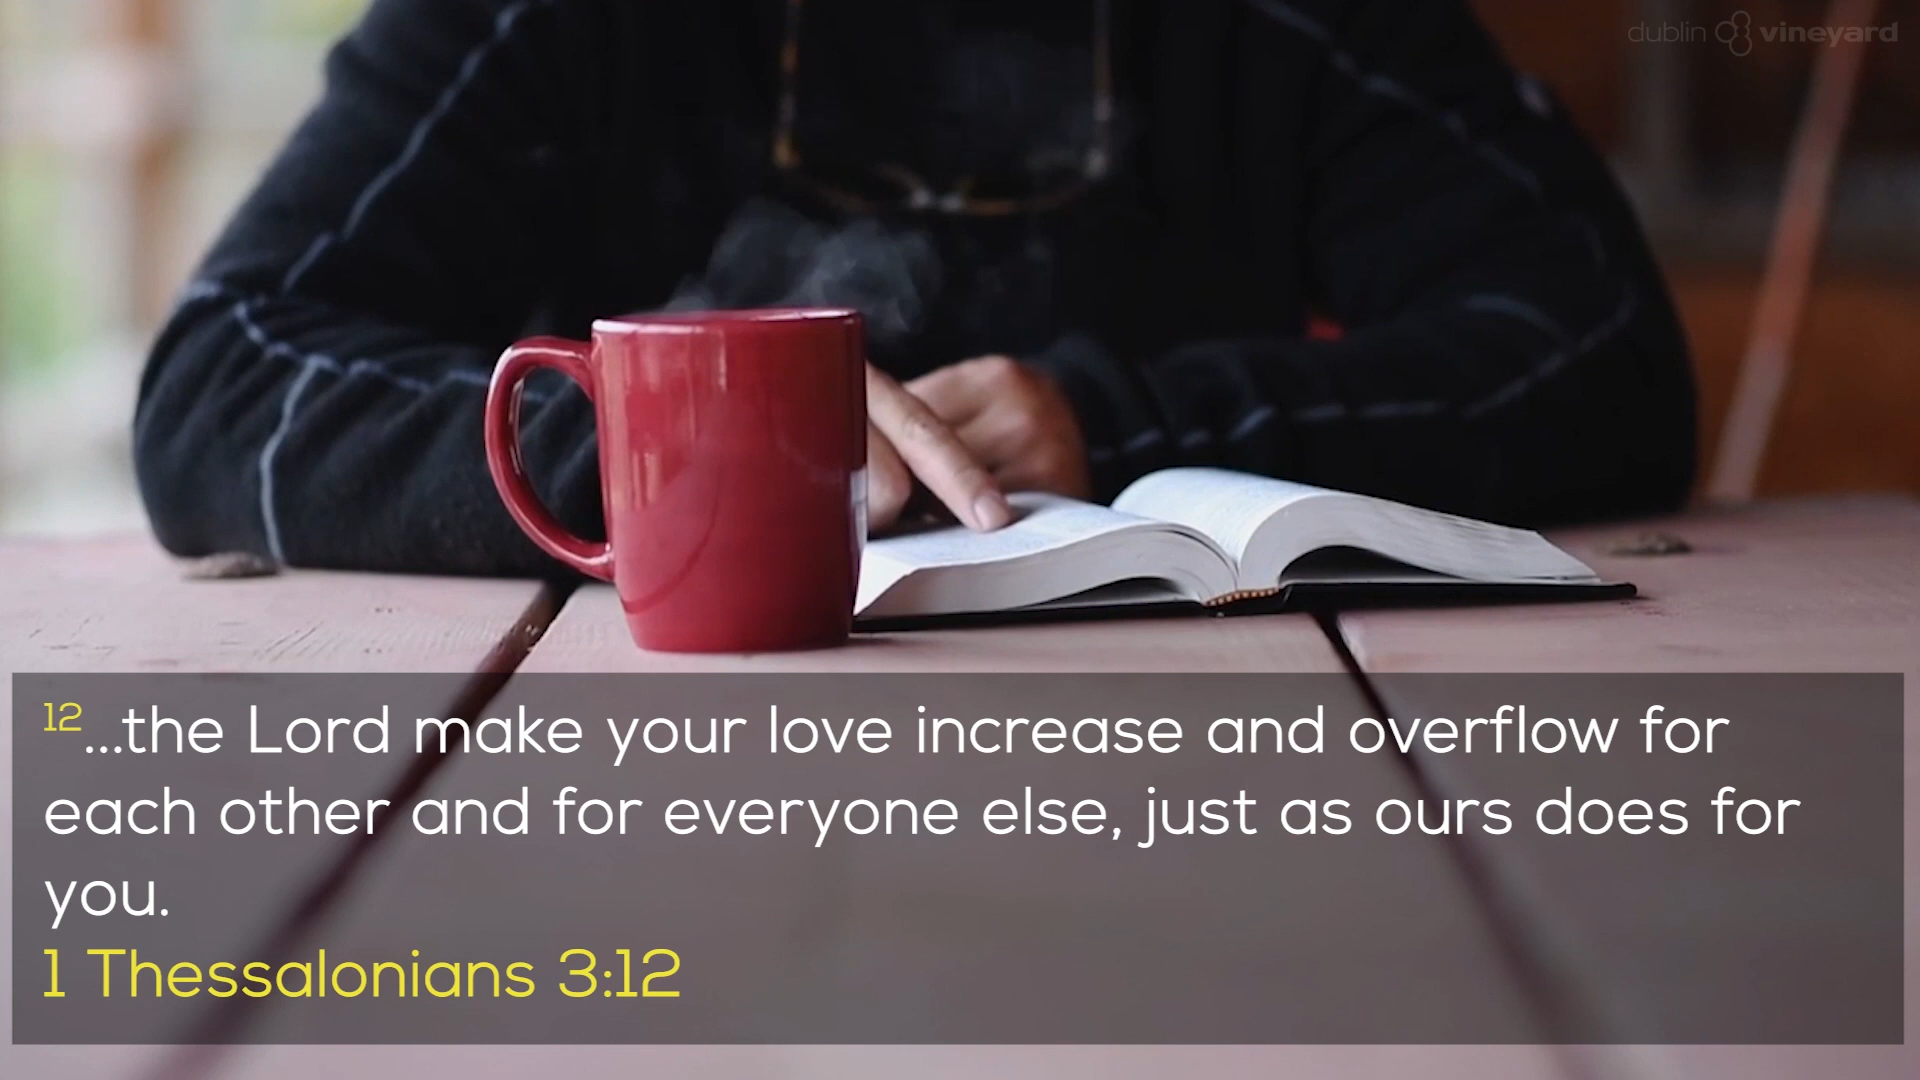 dublin vineyard
12...the Lord make your love increase and overflow for
each other and for everyone else, just as ours does for
you.
1 Thessalonians 3:12